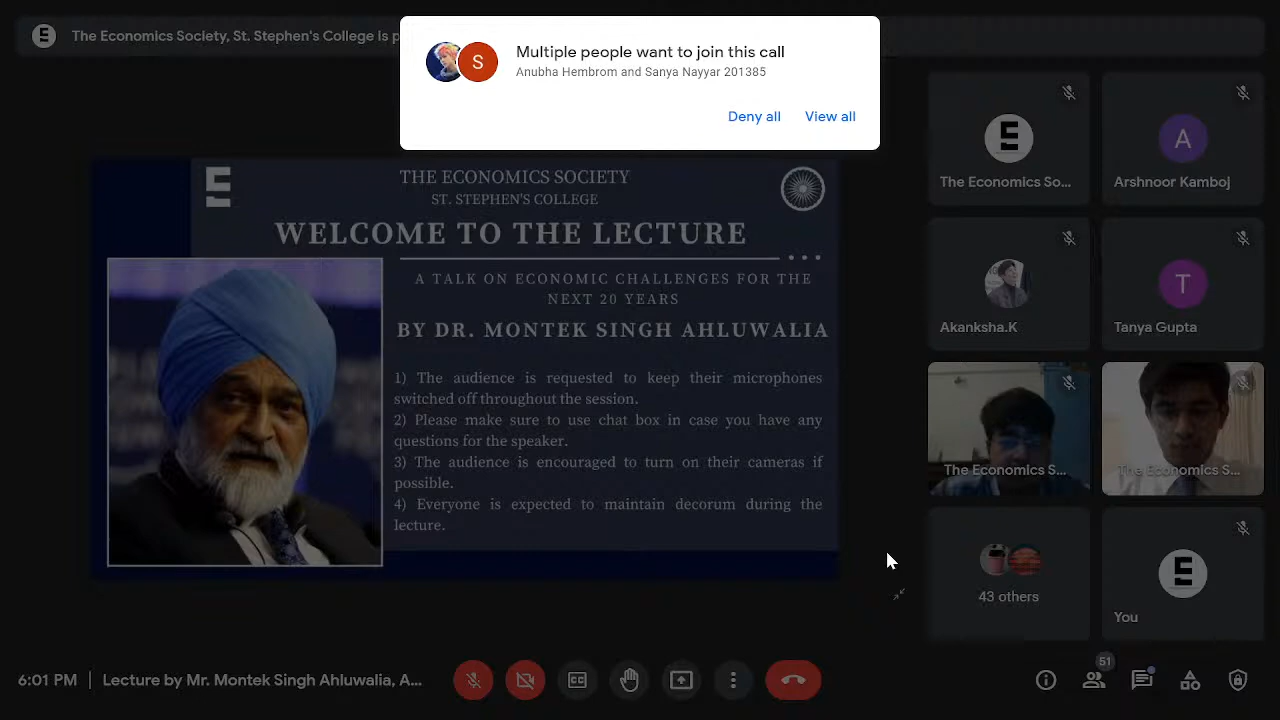 The Economics Society, St. Stephen's College Is p
Multiple people want to join this call
S
Anubha Hembrom and Sanya Nayyar 201385
Deny all
View all
THE ECONOMICS SOCIETY
ST. STEPHEN'S COLLEGE
WELCOME TO THE LECTURE
A TALK ON ECONOMIC CHALLENGES FOR THE
NEXT 20 YEARS
BY DR. MONTEK SINGH AHLUWALIA
1) The audience is requested to keep their microphones
switched off throughout the session.
2) Please make sure to use chat box in case you have any
questions for the speaker.
3) The audience is encouraged to turn on their cameras if
possible.
4) Everyone is expected to maintain decorum during the
lecture.
The Economics So...
A
Arshnoor Kamboj
Akanksha.K
T
Tanya Gupta
The Economics S...
The Economics S...
43 others
You
6:01 PM
Lecture by Mr. Montek Singh Ahluwalia, A...
CC
51